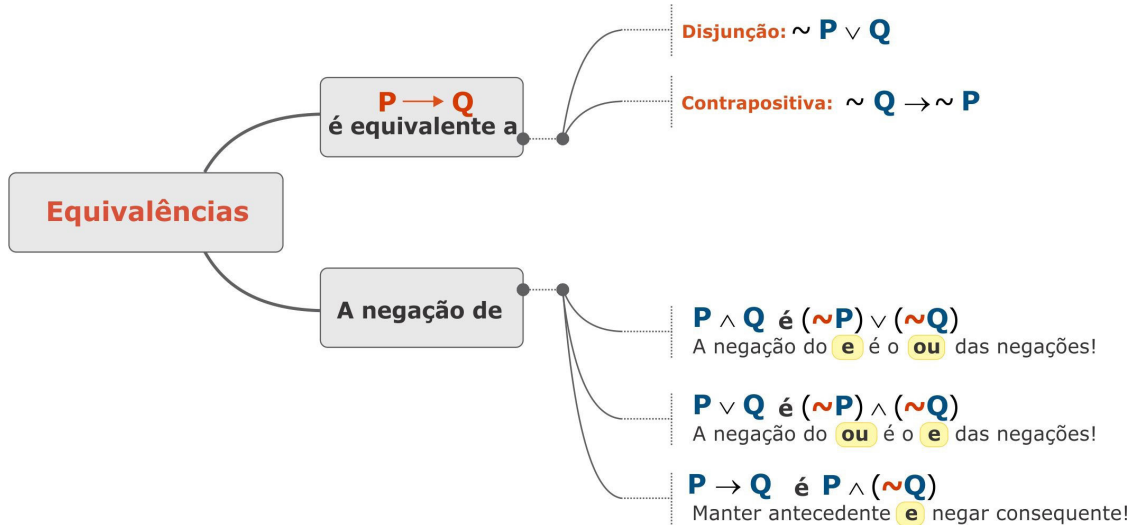 Equivalências
P → Q
é equivalente a
Disjunção: ~ P ∨ Q
Contrapositiva: ~ Q → ~ P
A negação de
P ∧ Q é (~P) ∨ (~Q)
A negação do e é o ou das negações!
P ∨ Q é (~P) ∧ (~Q)
A negação do ou é o e das negações!
P → Q é P ∧ (~Q)
Manter antecedente e negar consequente!